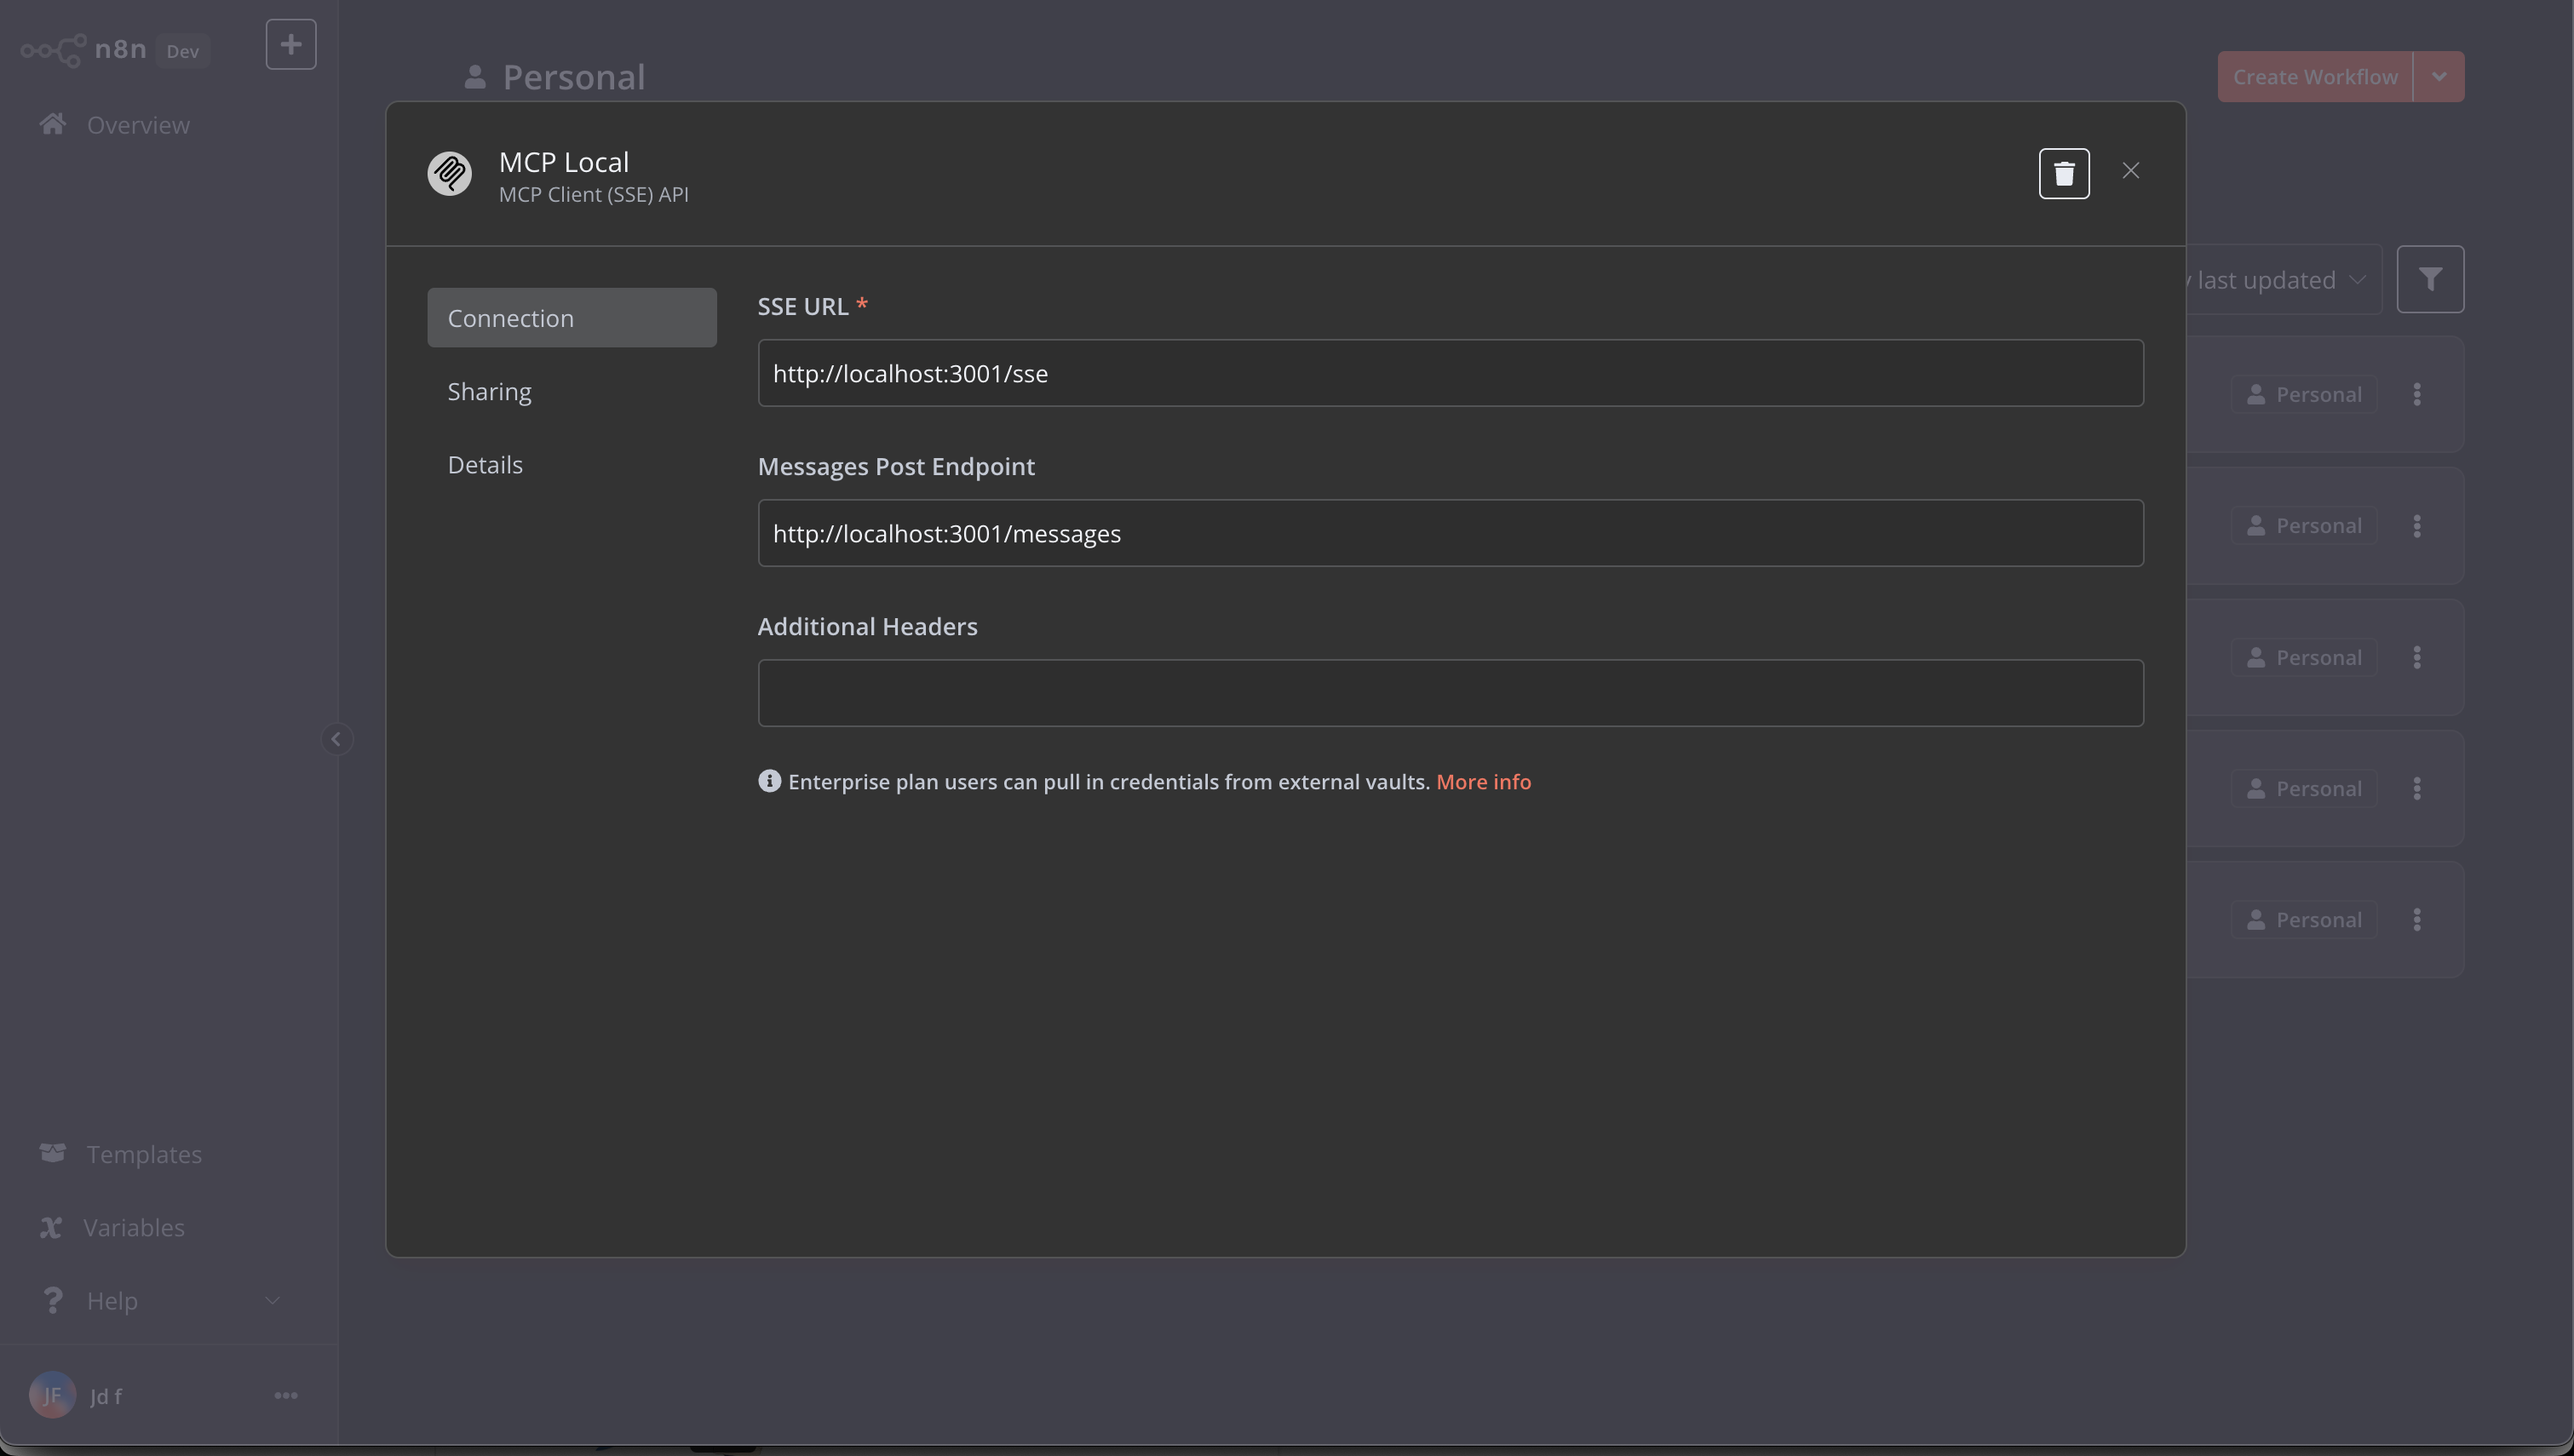 n8n Dev
Overview
Personal
Create Workflow
MCP Local
MCP Client (SSE) API
last updated
Connection
Sharing
Details
SSE URL *
http://localhost:3001/sse
Messages Post Endpoint
http://localhost:3001/messages
Additional Headers
Enterprise plan users can pull in credentials from external vaults. More info
Personal
Personal
Personal
Personal
Personal
Templates
Variables
Help
JF Jd f